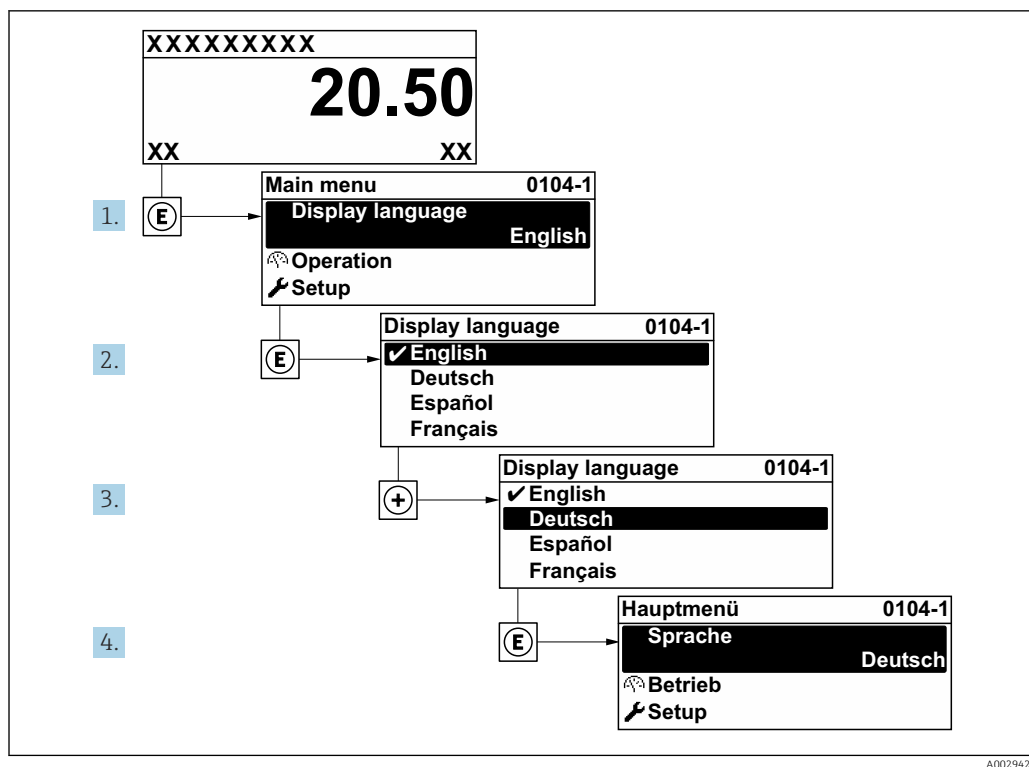 XXXXXXXXX
20.50
XX XX
1. E
Main menu 0104-1
Display language
English
Operation
Setup
2. E
Display language 0104-1
✔English
Deutsch
Español
Français
3. +
Display language 0104-1
✔English
Deutsch
Español
Français
4. E
Hauptmenü 0104-1
Sprache
Deutsch
Betrieb
Setup